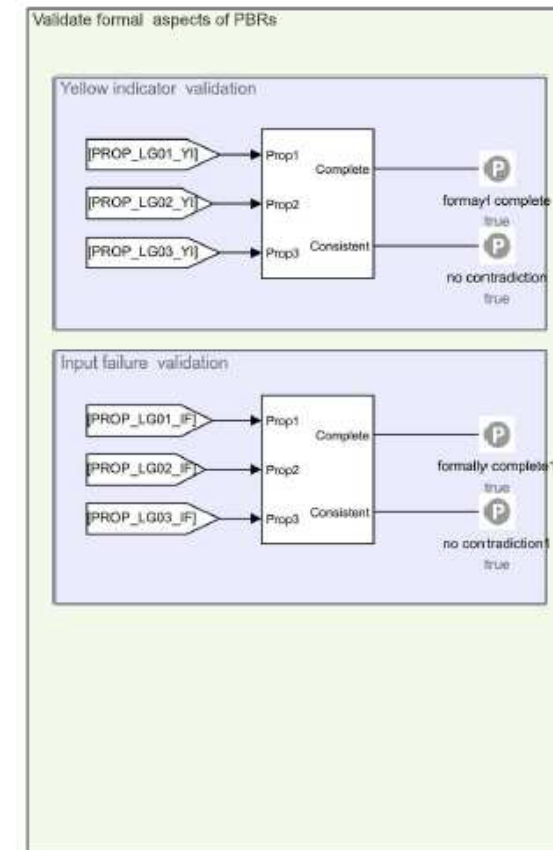 Validate formal aspects of PBRs
Yellow indicator validation
[PROP_LG01_YI]
Prop1
Complete
[PROP_LG02_YI]
Prop2
formayl complete
true
[PROP_LG03_YI]
Prop3
Consistent
P
P
no contradiction
true
Input failure validation
[PROP_LG01_IF]
Prop1
Complete
[PROP_LG02_IF]
Prop2
formally complete1
true
[PROP_LG03_IF]
Prop3
Consistent
P
P
no contradiction1
true